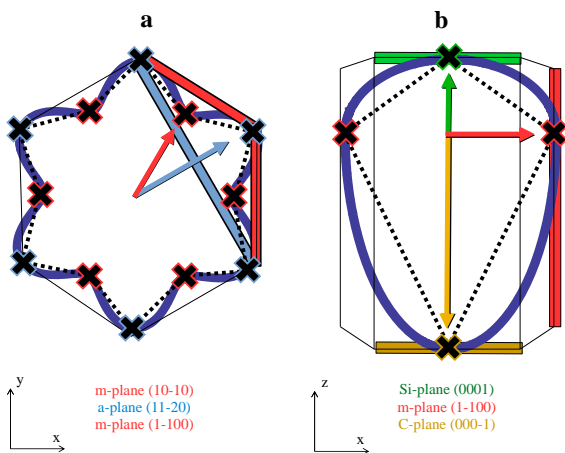 a
b
y
x
m-plane (10-10)
a-plane (11-20)
m-plane (1-100)
z
x
Si-plane (0001)
m-plane (1-100)
C-plane (000-1)